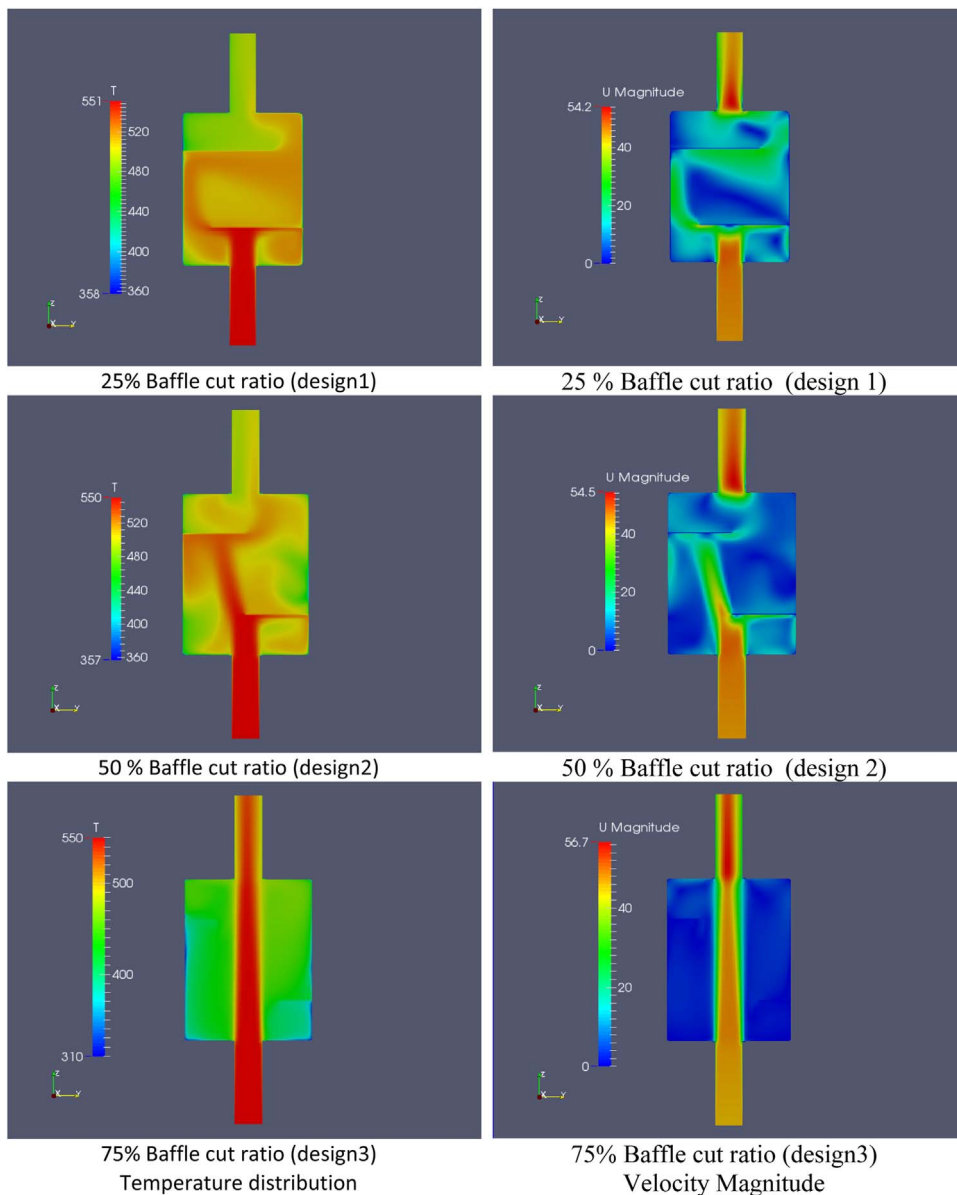 T
551
520
480
440
400
358
360
Z
X
Y
25% Baffle cut ratio (design1)
U Magnitude
54.2
40
20
0
Z
X
Y
25 % Baffle cut ratio (design 1)
T
550
520
480
440
400
357
360
Z
X
Y
50 % Baffle cut ratio (design2)
U Magnitude
54.5
40
20
0
Z
X
Y
50 % Baffle cut ratio (design 2)
T
550
500
400
310
Z
X
Y
75% Baffle cut ratio (design3)
Temperature distribution
U Magnitude
56.7
40
20
0
Z
X
Y
75% Baffle cut ratio (design3)
Velocity Magnitude